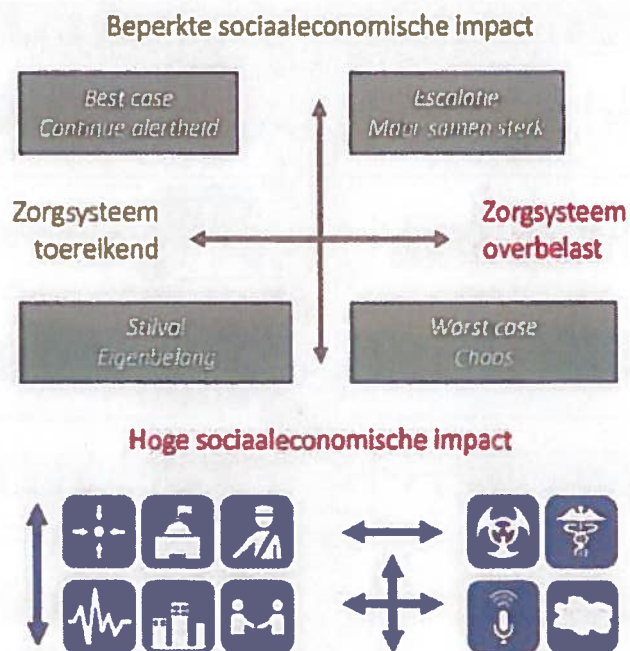 Beperkte sociaaleconomische impact
Best case
Continue alertheid
Escalatie
Maar samen sterk
Zorgsysteem
toereikend
Zorgsysteem
overbelast
Stilval
Eigenbelang
Worst case
Chaos
Hoge sociaaleconomische impact